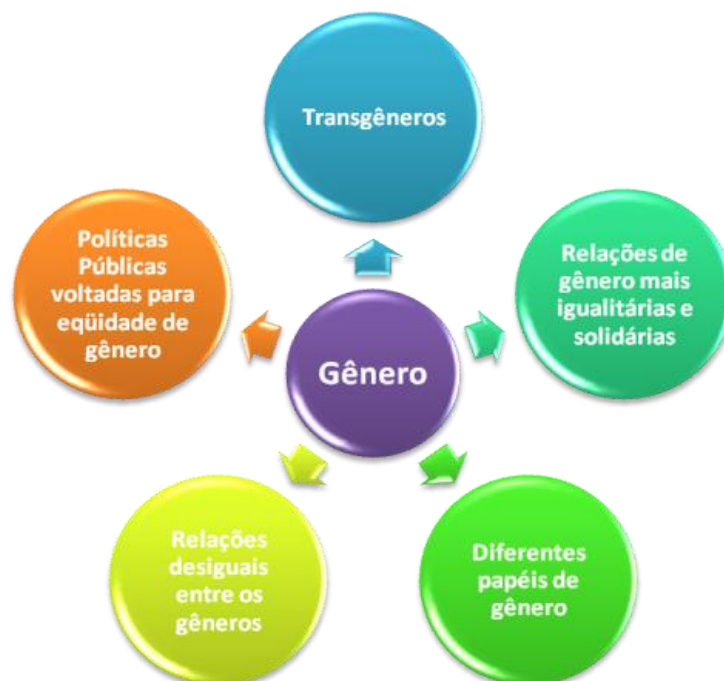 Transgêneros
Políticas
Públicas
voltadas para
eqüidade de
gênero
Relações de
gênero mais
igualitárias e
solidárias
Gênero
Relações
desiguais
entre os
gêneros
Diferentes
papéis de
gênero